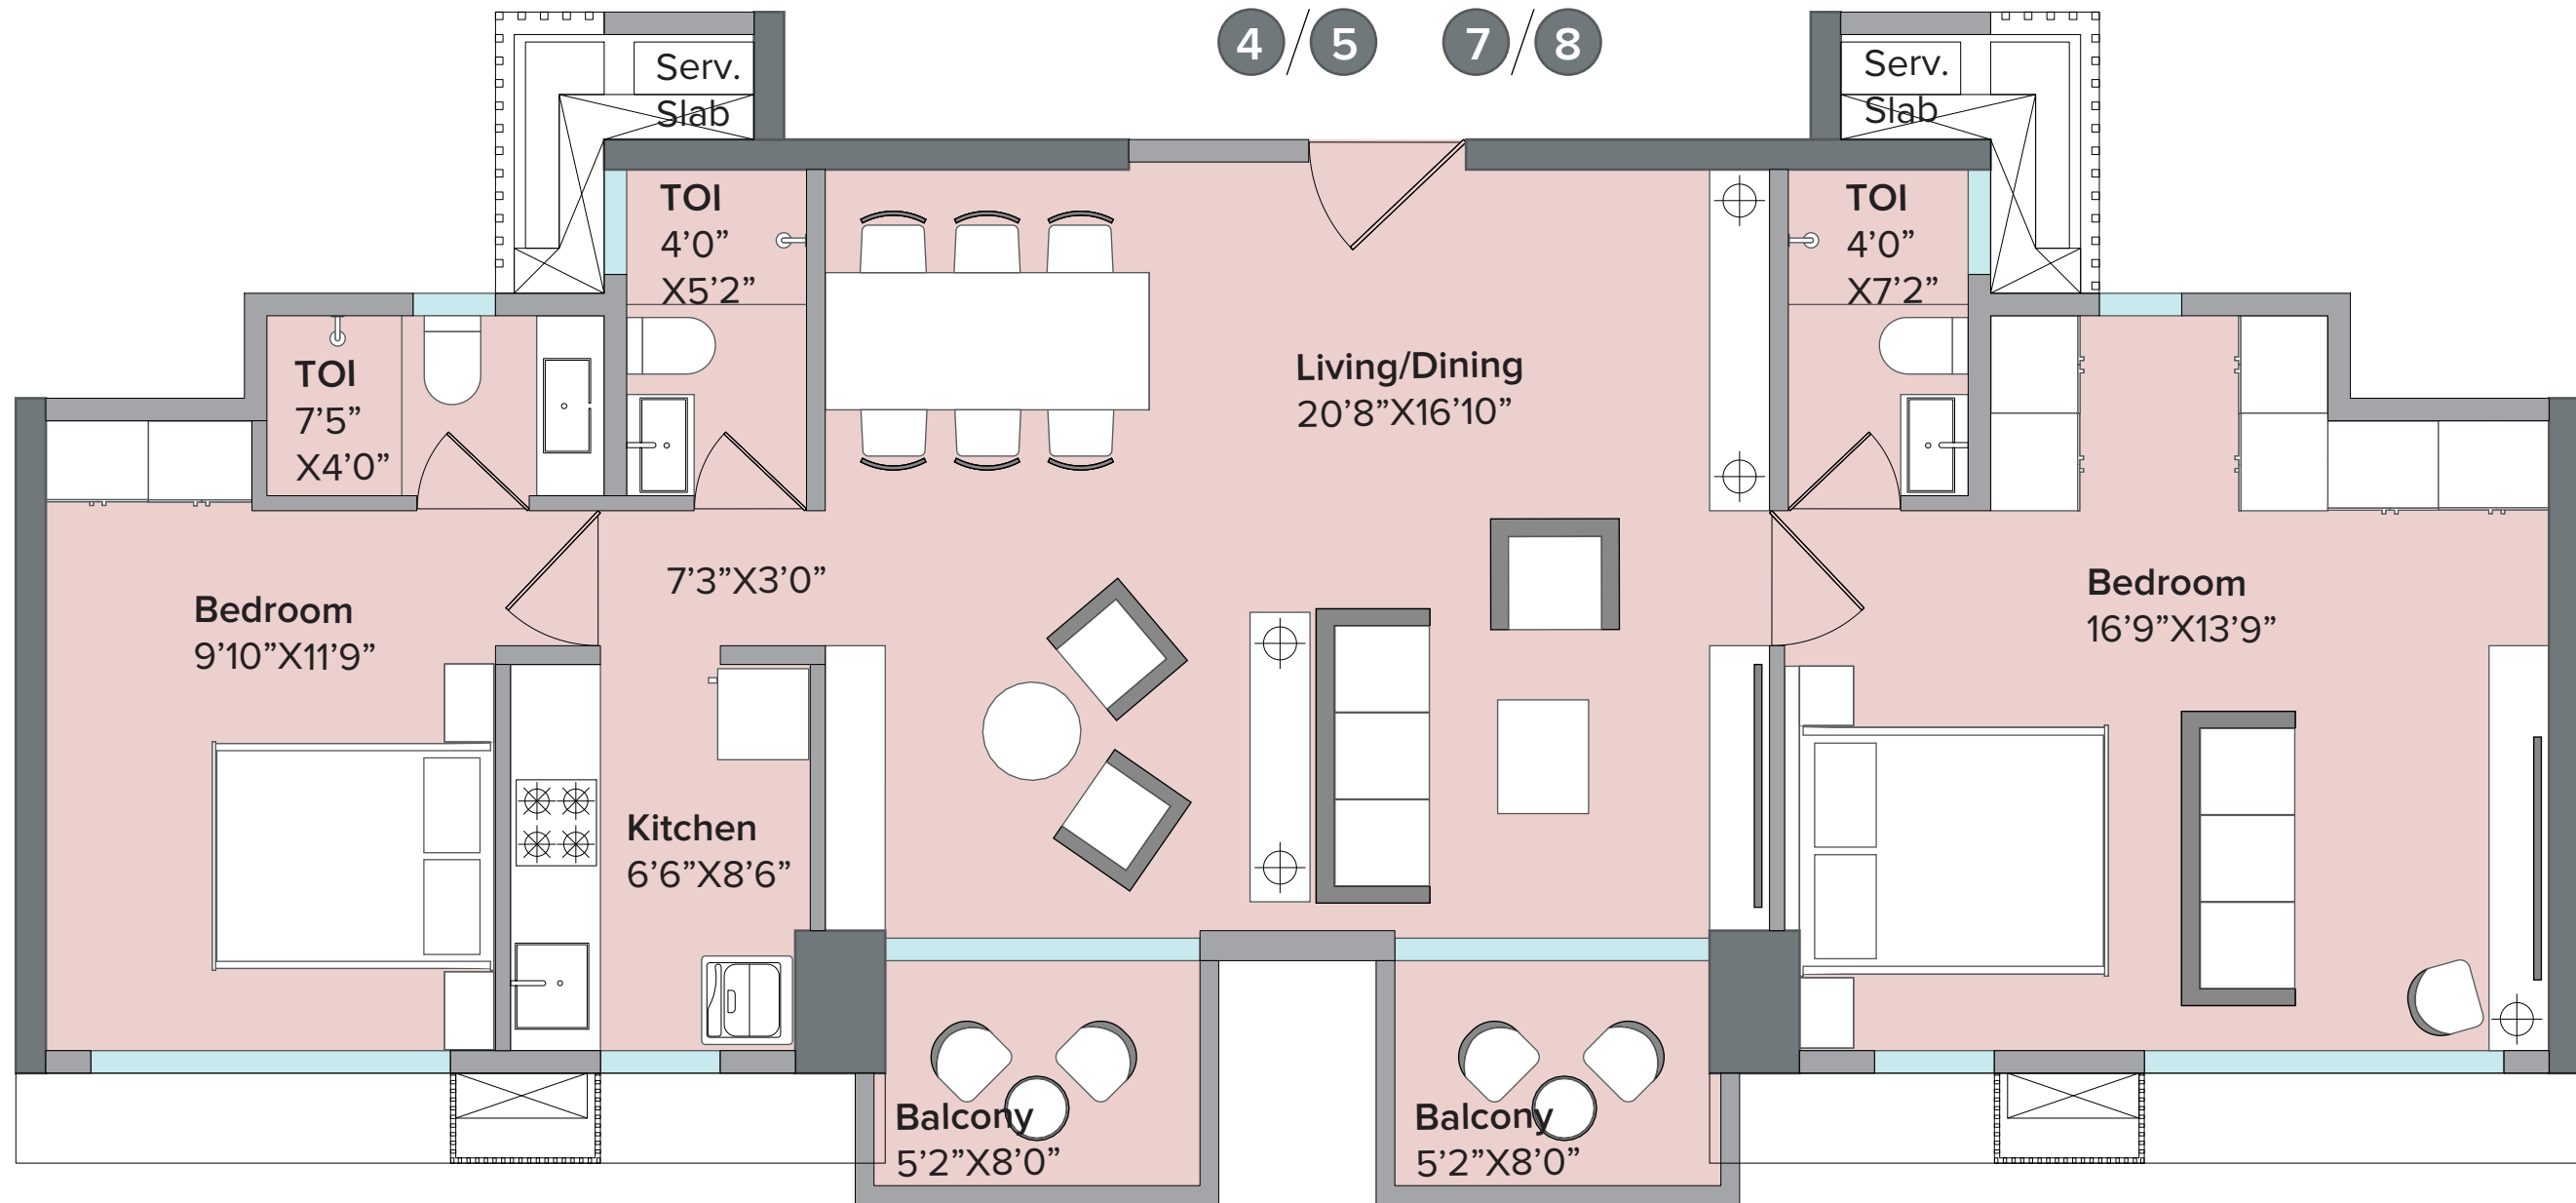 4 / 5 7 / 8
Serv.
Slab
Serv.
Slab
TOI
4’0”
X5’2”
TOI
4’0”
X7’2”
TOI
7’5”
X4’0”
Living/Dining
20’8”X16’10”
7’3”X3’0”
Bedroom
9’10”X11’9”
Bedroom
16’9”X13’9”
Kitchen
6’6”X8’6”
Balcony
5’2”X8’0”
Balcony
5’2”X8’0”